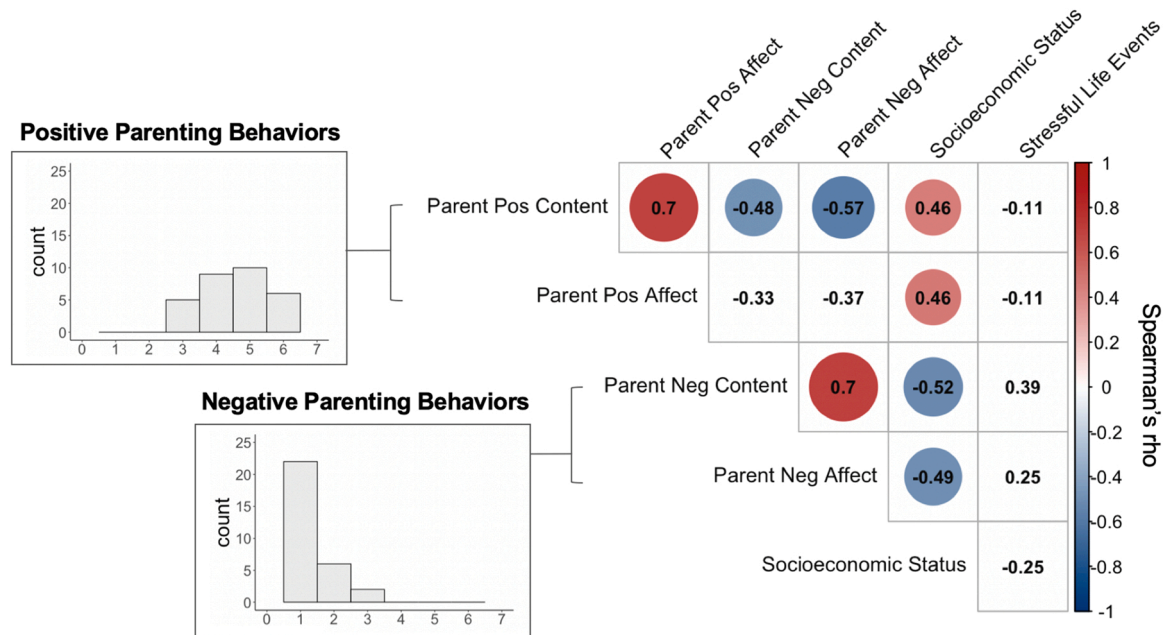 Parent Pos Affect
Parent Neg Content
Parent Neg Affect
Socioeconomic Status
Stressful Life Events
Positive Parenting Behaviors
25
20
15
10
5
0
count
0 1 2 3 4 5 6 7
Negative Parenting Behaviors
25
20
15
10
5
0
count
0 1 2 3 4 5 6 7
Parent Pos Content 0.7 -0.48 -0.57 0.46 -0.11
Parent Pos Affect -0.33 -0.37 0.46 -0.11
Parent Neg Content 0.7 -0.52 0.39
Parent Neg Affect -0.49 0.25
Socioeconomic Status -0.25
1
0.8
0.6
0.4
0.2
0
-0.2
-0.4
-0.6
-0.8
-1
Spearman's rho